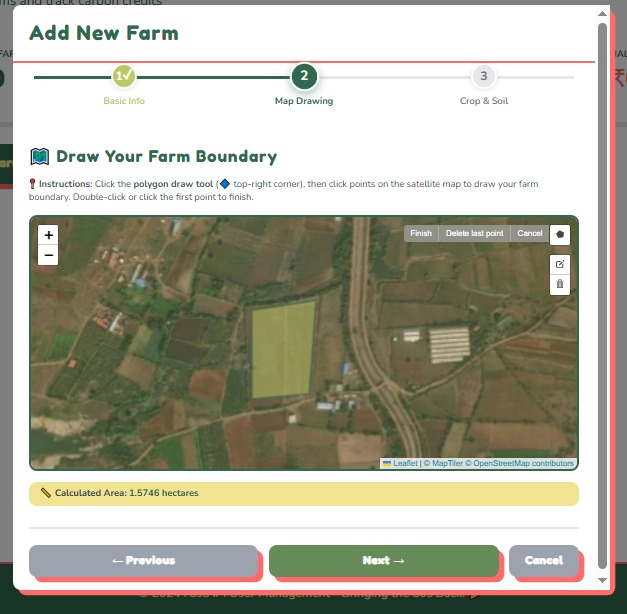 ms and track carbon credits
Add New Farm
1✓
2
3
Basic Info
Map Drawing
Crop & Soil
Draw Your Farm Boundary
Instructions: Click the polygon draw tool ( top-right corner), then click points on the satellite map to draw your farm
boundary. Double-click or click the first point to finish.
+
−
Finish
Delete last point
Cancel
Leaflet | © MapTiler © OpenStreetMap contributors
Calculated Area: 1.5746 hectares
← Previous
Next →
Cancel